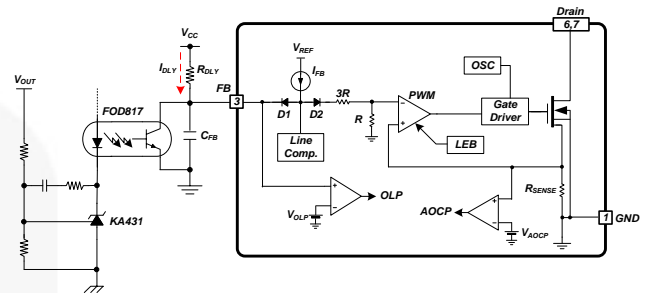 Drain
6,7
VCC
VREF
OSC
IDLY
RDLY
IFB
VOUT
FB
3
3R
PWM
Gate
Driver
FOD817
D1
D2
R
CFB
Line
Comp.
LEB
RSENSE
OLP
AOCP
1
GND
KA431
VOLP
VAOCP
+
-